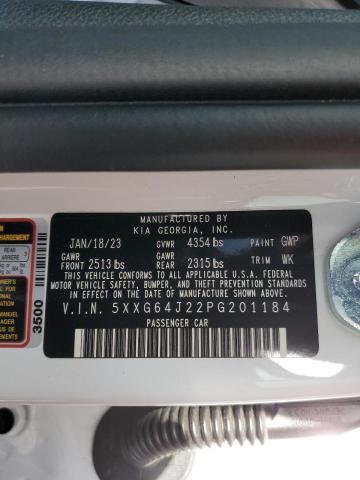 MANUFACTURED BY
KIA GEORGIA, INC.
JAN/18/23 GVWR 4354 lbs PAINT GWP
GAWR FRONT 2513 lbs GAWR REAR 2315 lbs TRIM WK
THIS VEHICLE CONFORMS TO ALL APPLICABLE U.S.A. FEDERAL
MOTOR VEHICLE SAFETY, BUMPER, AND THEFT PREVENTION STANDARDS
IN EFFECT ON THE DATE OF MANUFACTURE SHOWN ABOVE.
V.I.N. 5XXG64J22PG201184
PASSENGER CAR
3500
REAR
ARRIERE